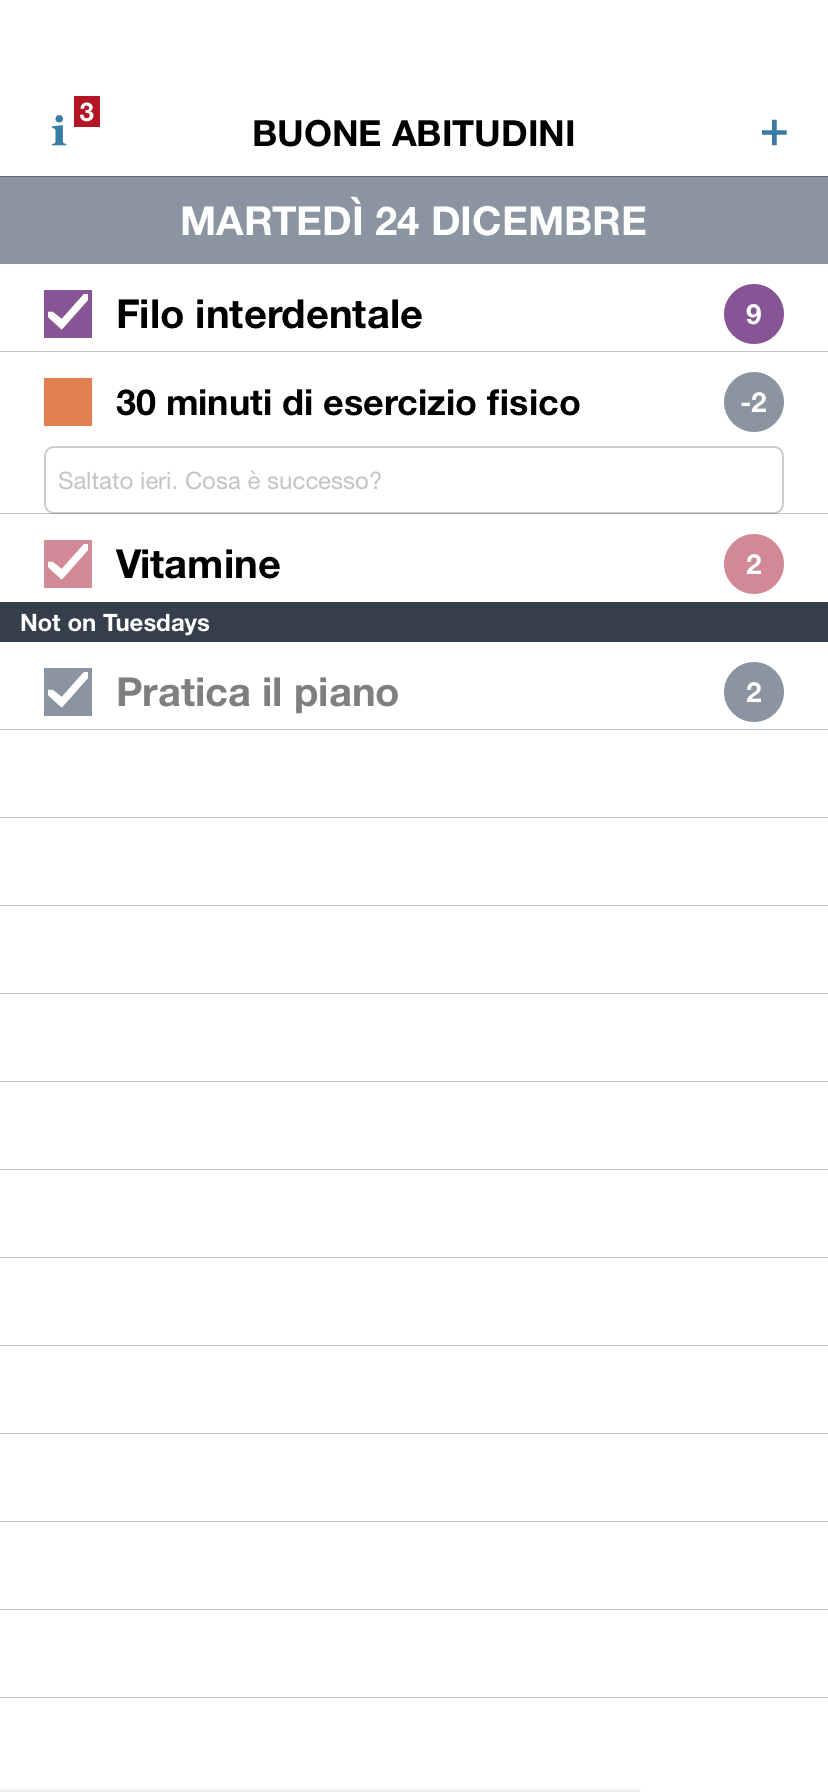 i 3
BUONE ABITUDINI
+
MARTEDÌ 24 DICEMBRE
Filo interdentale 9
30 minuti di esercizio fisico -2
Saltato ieri. Cosa è successo?
Vitamine 2
Not on Tuesdays
Pratica il piano 2